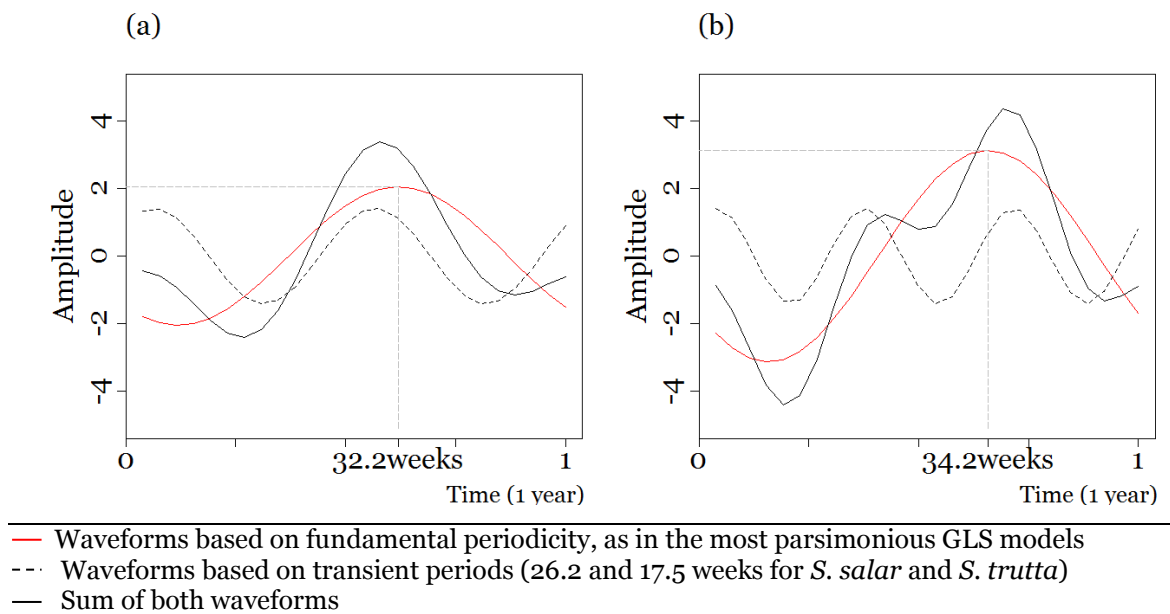 (a)
(b)
Amplitude
4
2
0
-2
-4
0
32.2weeks
1
Time (1 year)
Amplitude
4
2
0
-2
-4
0
34.2weeks
1
Time (1 year)
Waveforms based on fundamental periodicity, as in the most parsimonious GLS models
Waveforms based on transient periods (26.2 and 17.5 weeks for S. salar and S. trutta)
Sum of both waveforms